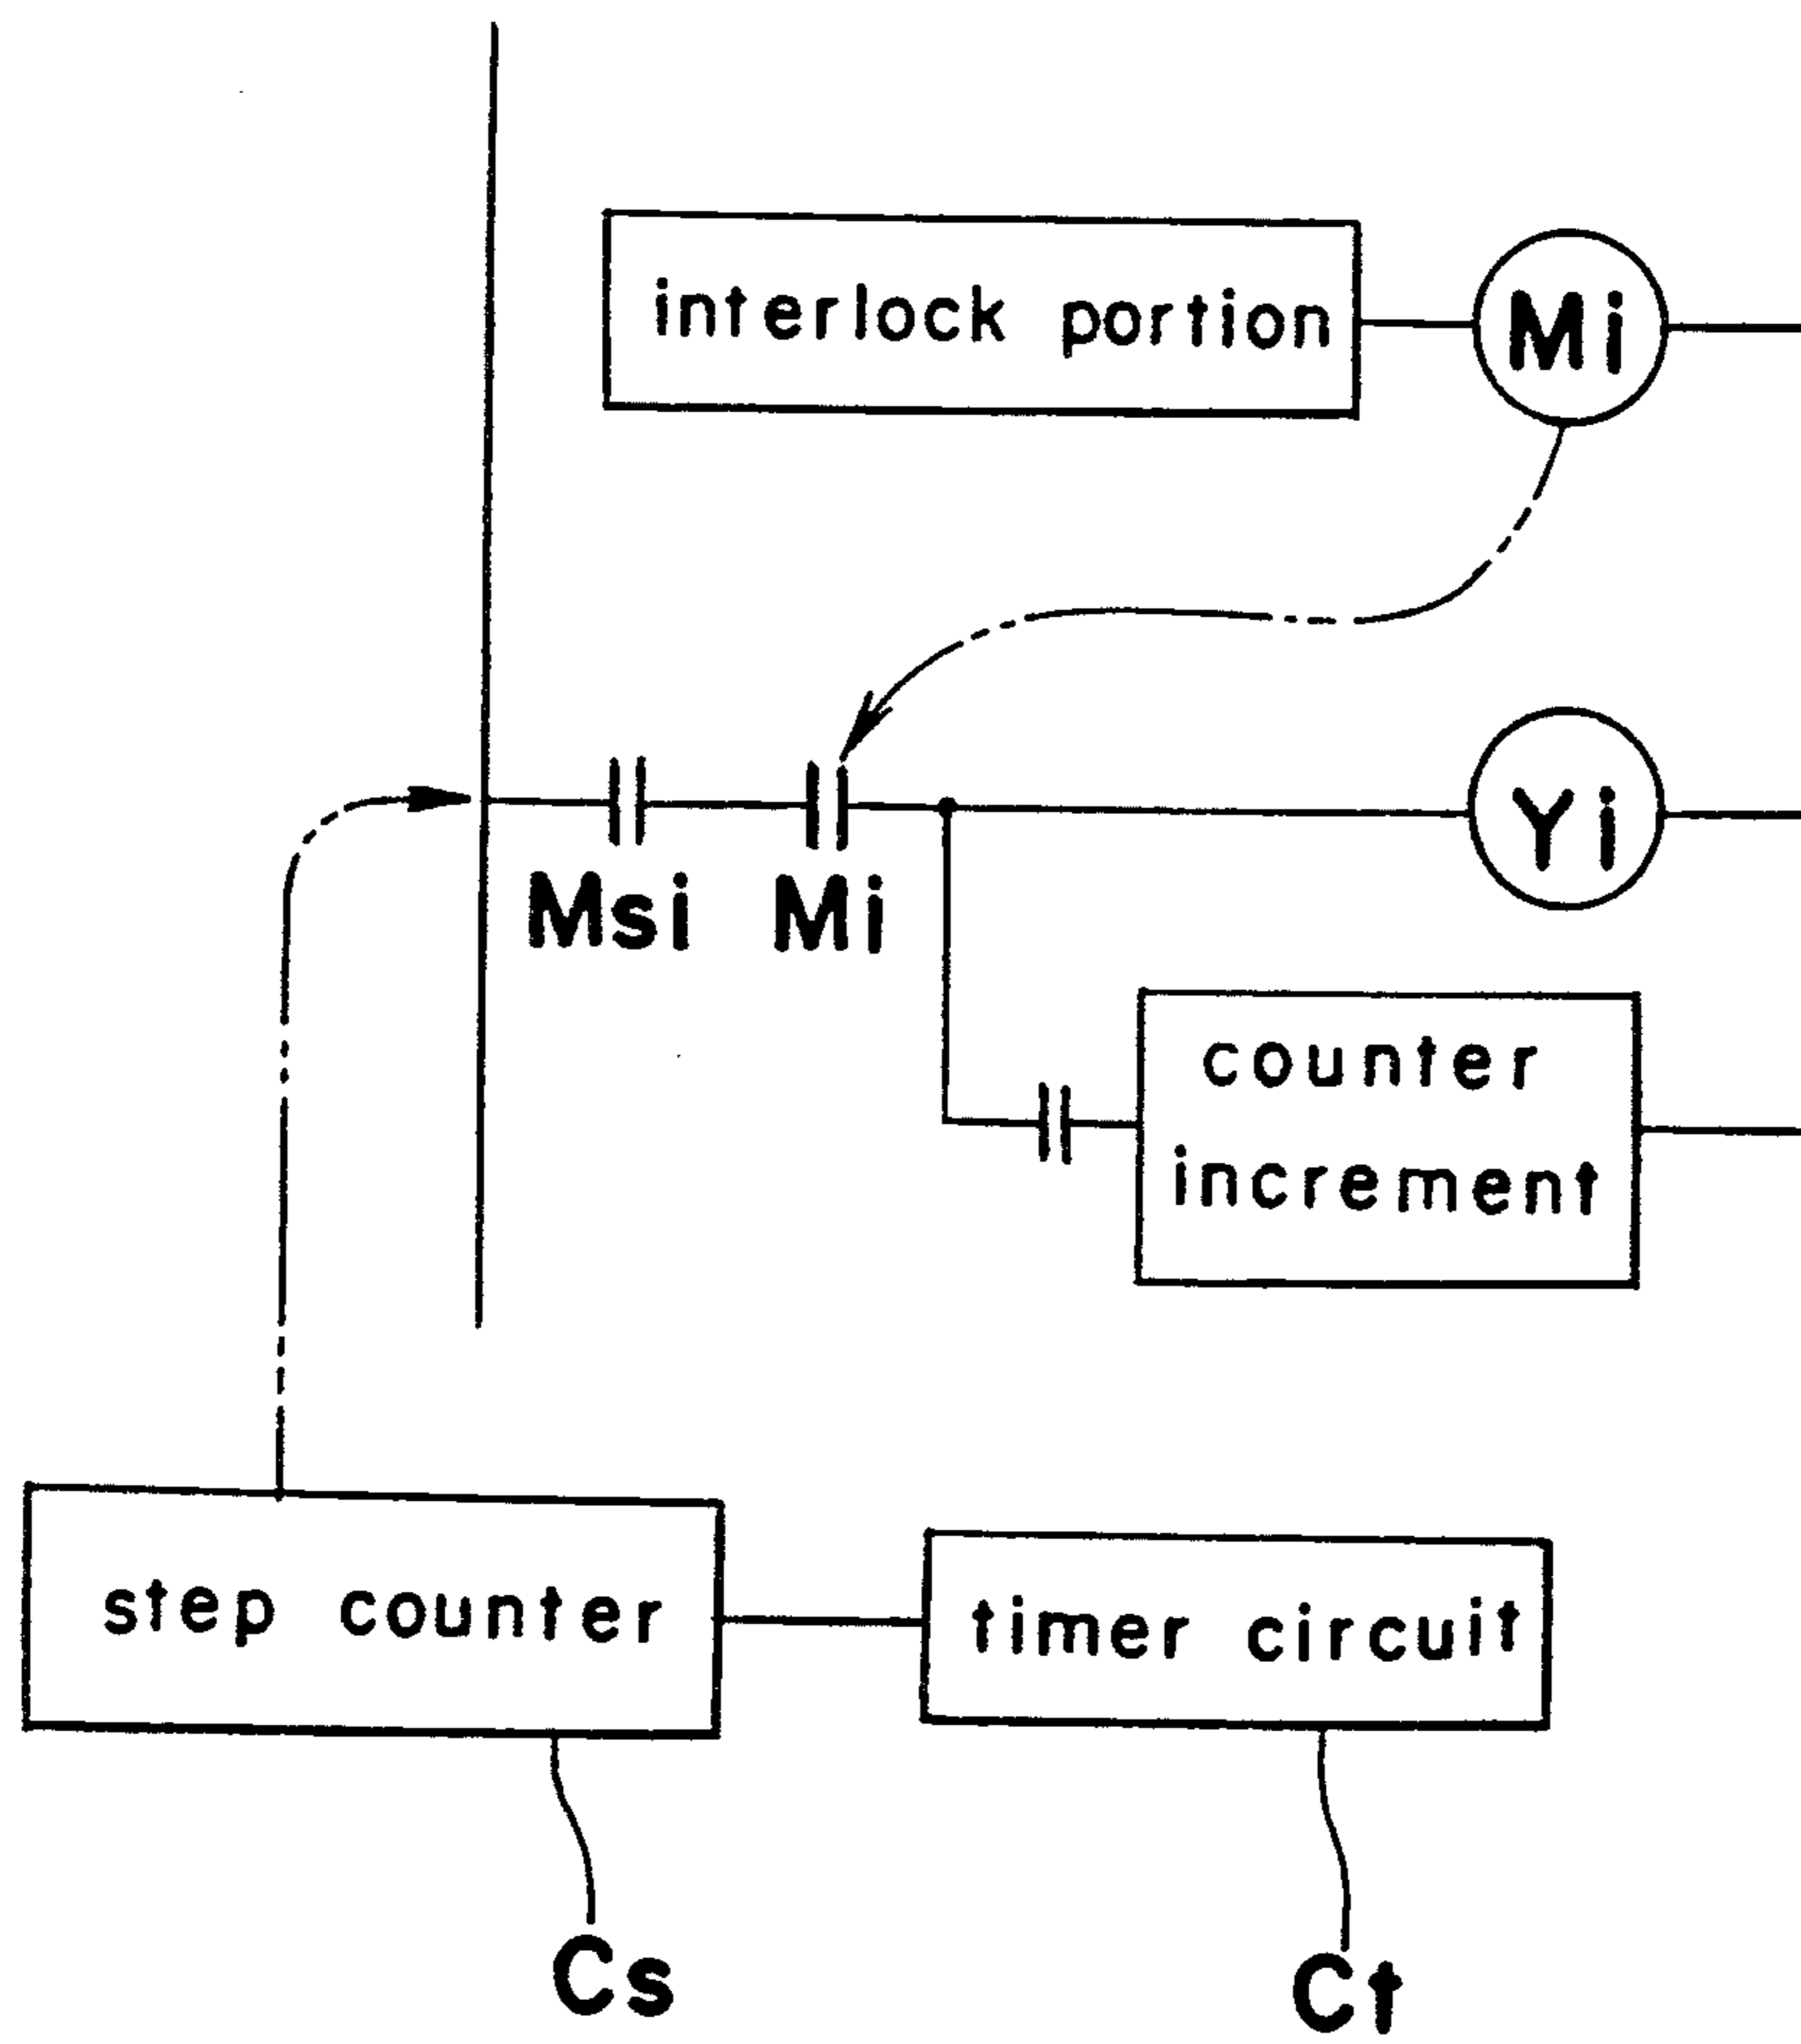 interlock portion
Mi
Msi
Mi
Yi
counter
increment
step counter
timer circuit
Cs
Ct